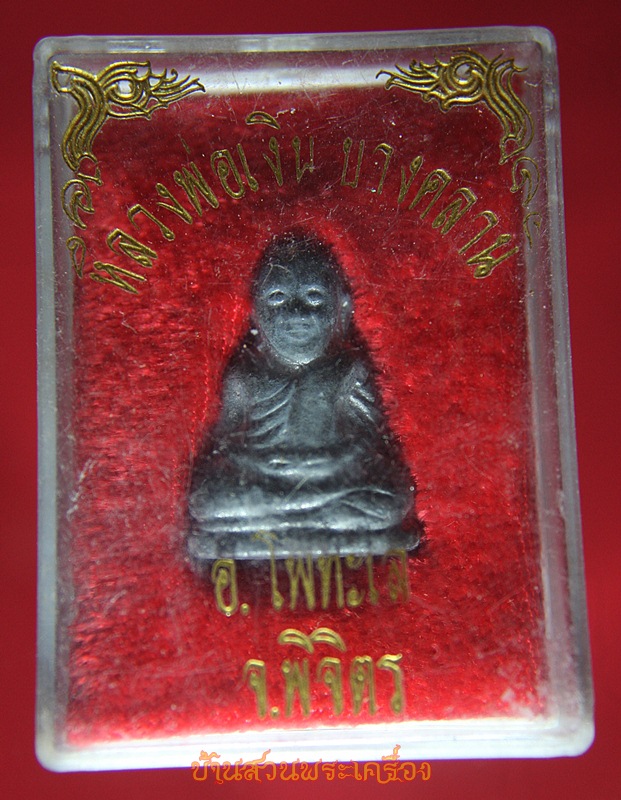 หลวงพ่อเงิน บางคลาน
อ.โพทะเล
จ.พิจิตร
บ้านสวนพระเครื่อง